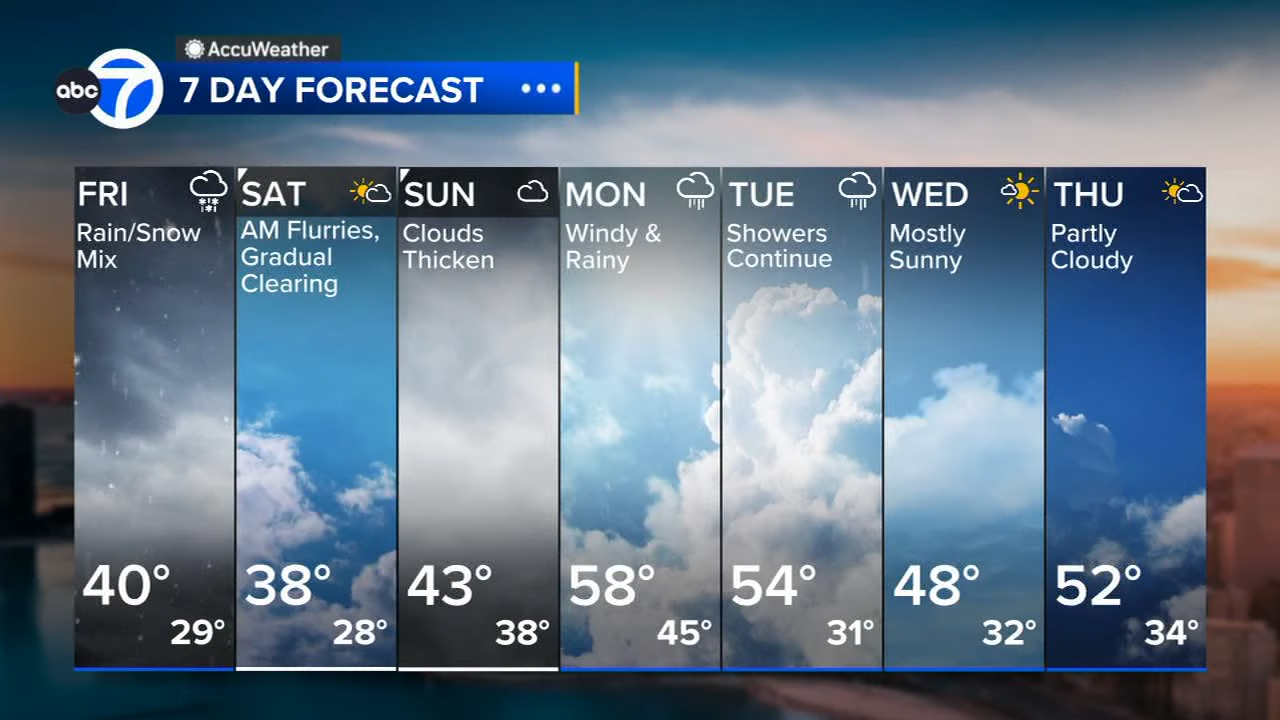 AccuWeather
abc 7
7 DAY FORECAST
FRI
Rain/Snow
Mix
40°
29°
SAT
AM Flurries,
Gradual
Clearing
38°
28°
SUN
Clouds
Thicken
43°
38°
MON
Windy &
Rainy
58°
45°
TUE
Showers
Continue
54°
31°
WED
Mostly
Sunny
48°
32°
THU
Partly
Cloudy
52°
34°